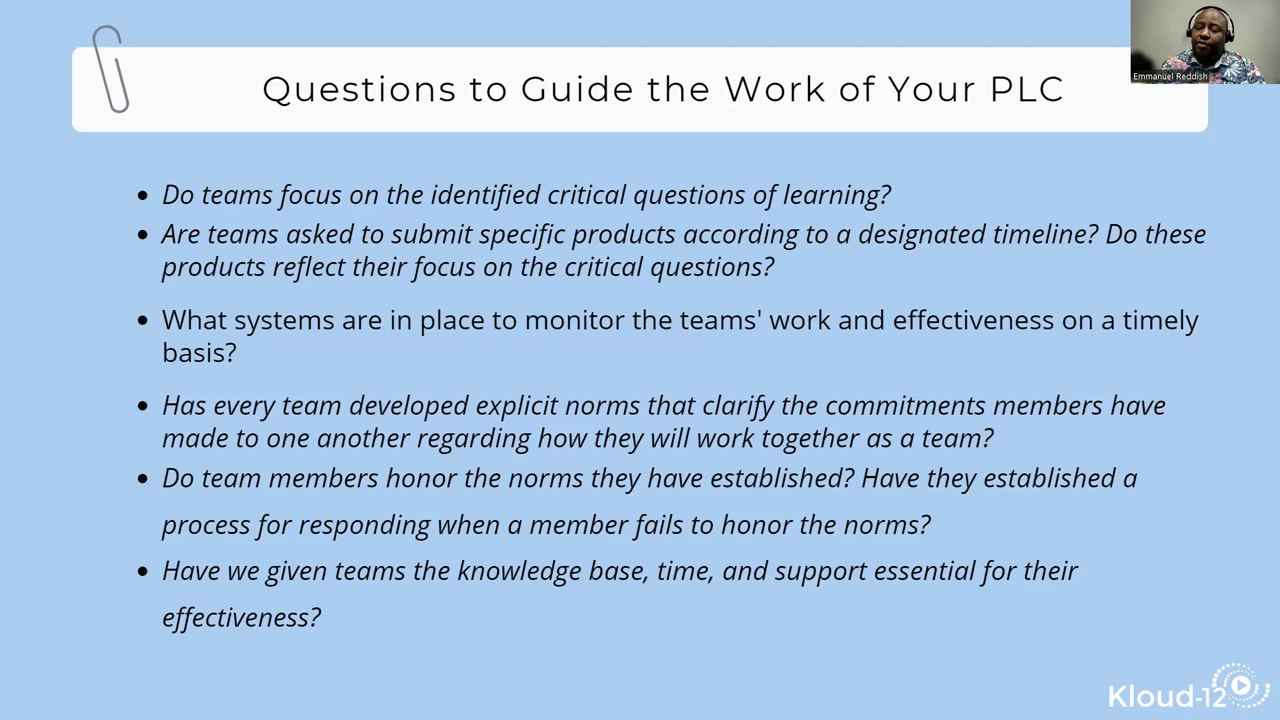 Questions to Guide the Work of Your PLC
Emmanuel Reddish
Do teams focus on the identified critical questions of learning?
Are teams asked to submit specific products according to a designated timeline? Do these
products reflect their focus on the critical questions?
What systems are in place to monitor the teams' work and effectiveness on a timely
basis?
Has every team developed explicit norms that clarify the commitments members have
made to one another regarding how they will work together as a team?
Do team members honor the norms they have established? Have they established a
process for responding when a member fails to honor the norms?
Have we given teams the knowledge base, time, and support essential for their
effectiveness?
Kloud-12